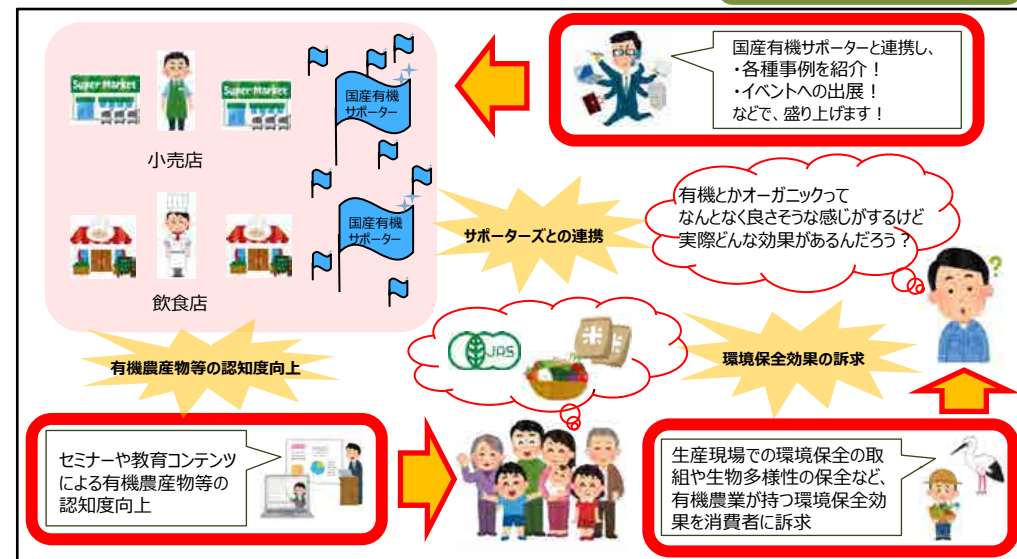 国産有機サポーターと連携し、
・各種事例を紹介！
・イベントへの出展！
などで、盛り上げます！
Super Market
Super Market
国産有機
サポーター
小売店
国産有機
サポーター
飲食店
サポーターズとの連携
有機とかオーガニックって
なんとなく良さそうな感じがするけど
実際どんな効果があるんだろう？
?
有機農産物等の認知度向上
JAS
米
環境保全効果の訴求
セミナーや教育コンテンツ
による有機農産物等の
認知度向上
生産現場での環境保全の取
組や生物多様性の保全など、
有機農業が持つ環境保全効
果を消費者に訴求